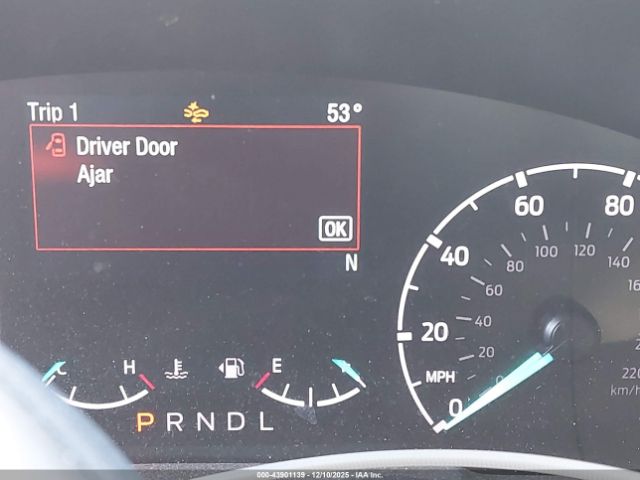 Trip 1 53°
Driver Door
Ajar
OK
N
C H E
P R N D L
0 20 40 60 80
MPH
0 20 40 60 80 100 120 140
220
km/h
000-43901139 - 12/10/2025 - IAA Inc.